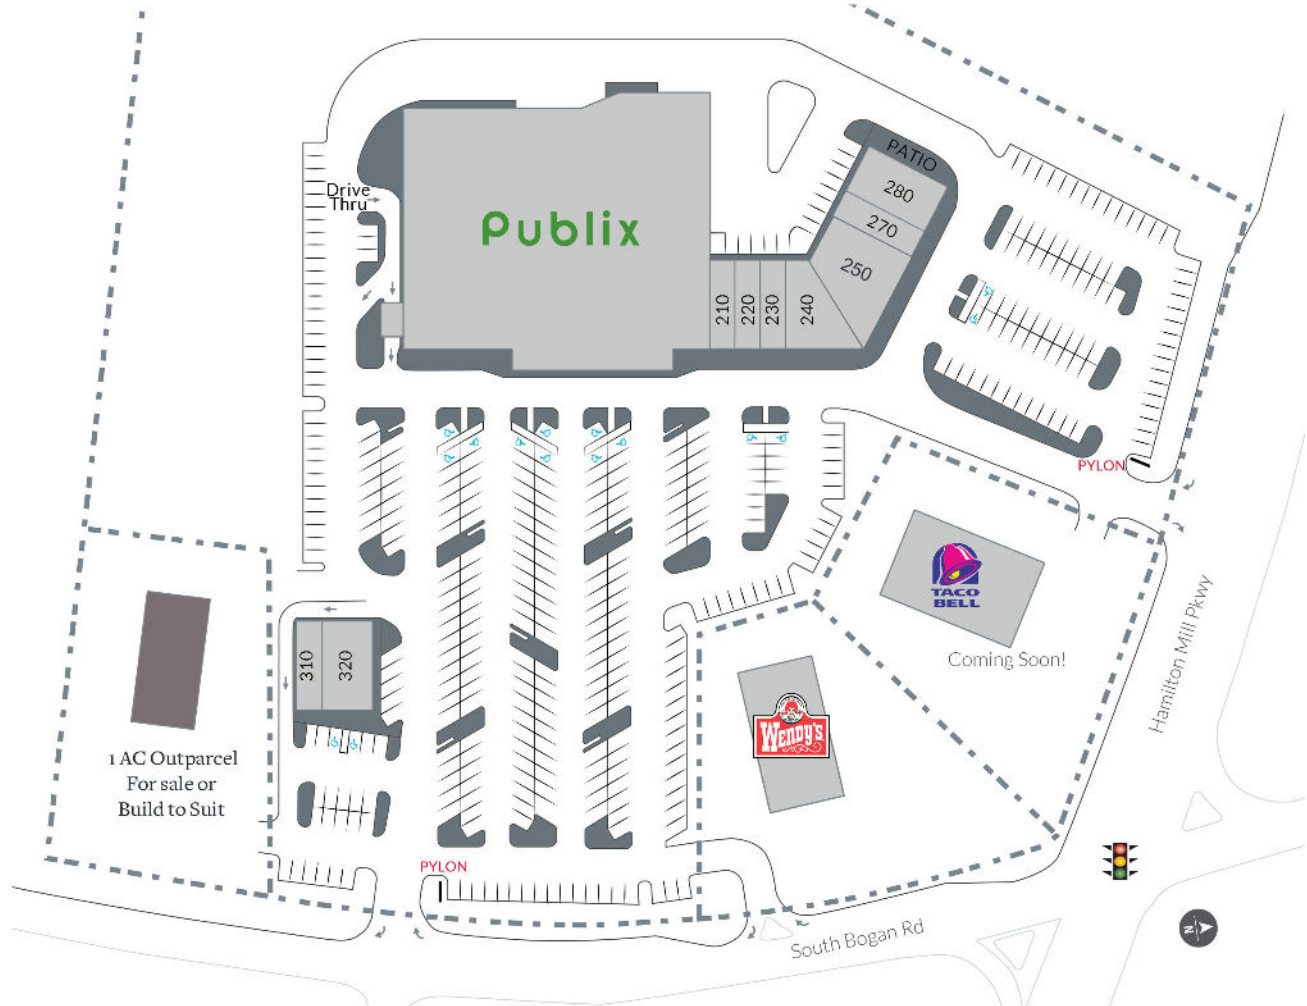 PATIO
280
270
250
Drive
Thru
Publix
210
220
230
240
PYLON
TACO
BELL
Coming Soon!
Hamilton Mill Pkwy
310
320
WENDY'S
1 AC Outparcel
For sale or
Build to Suit
PYLON
South Bogan Rd
N